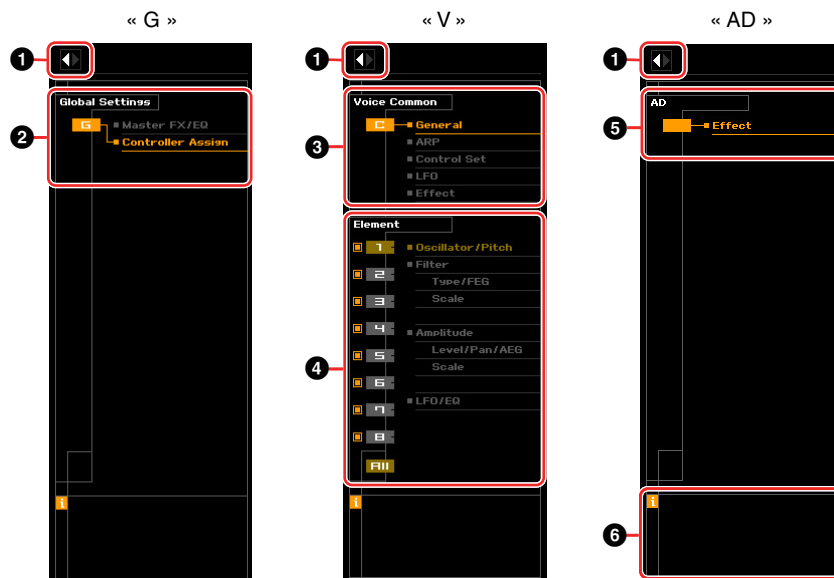 « G »
« V »
« AD »
1
Global Settings
2
G
Master FX/EQ
Controller Assign
i
1
Voice Common
3
C
General
ARP
Control Set
LFO
Effect
Element
4
1
Oscillator/Pitch
2
Filter
Type/FEG
3
Scale
4
Amplitude
5
Level/Pan/AEG
Scale
6
7
LFO/EQ
8
All
i
1
AD
5
Effect
i
6